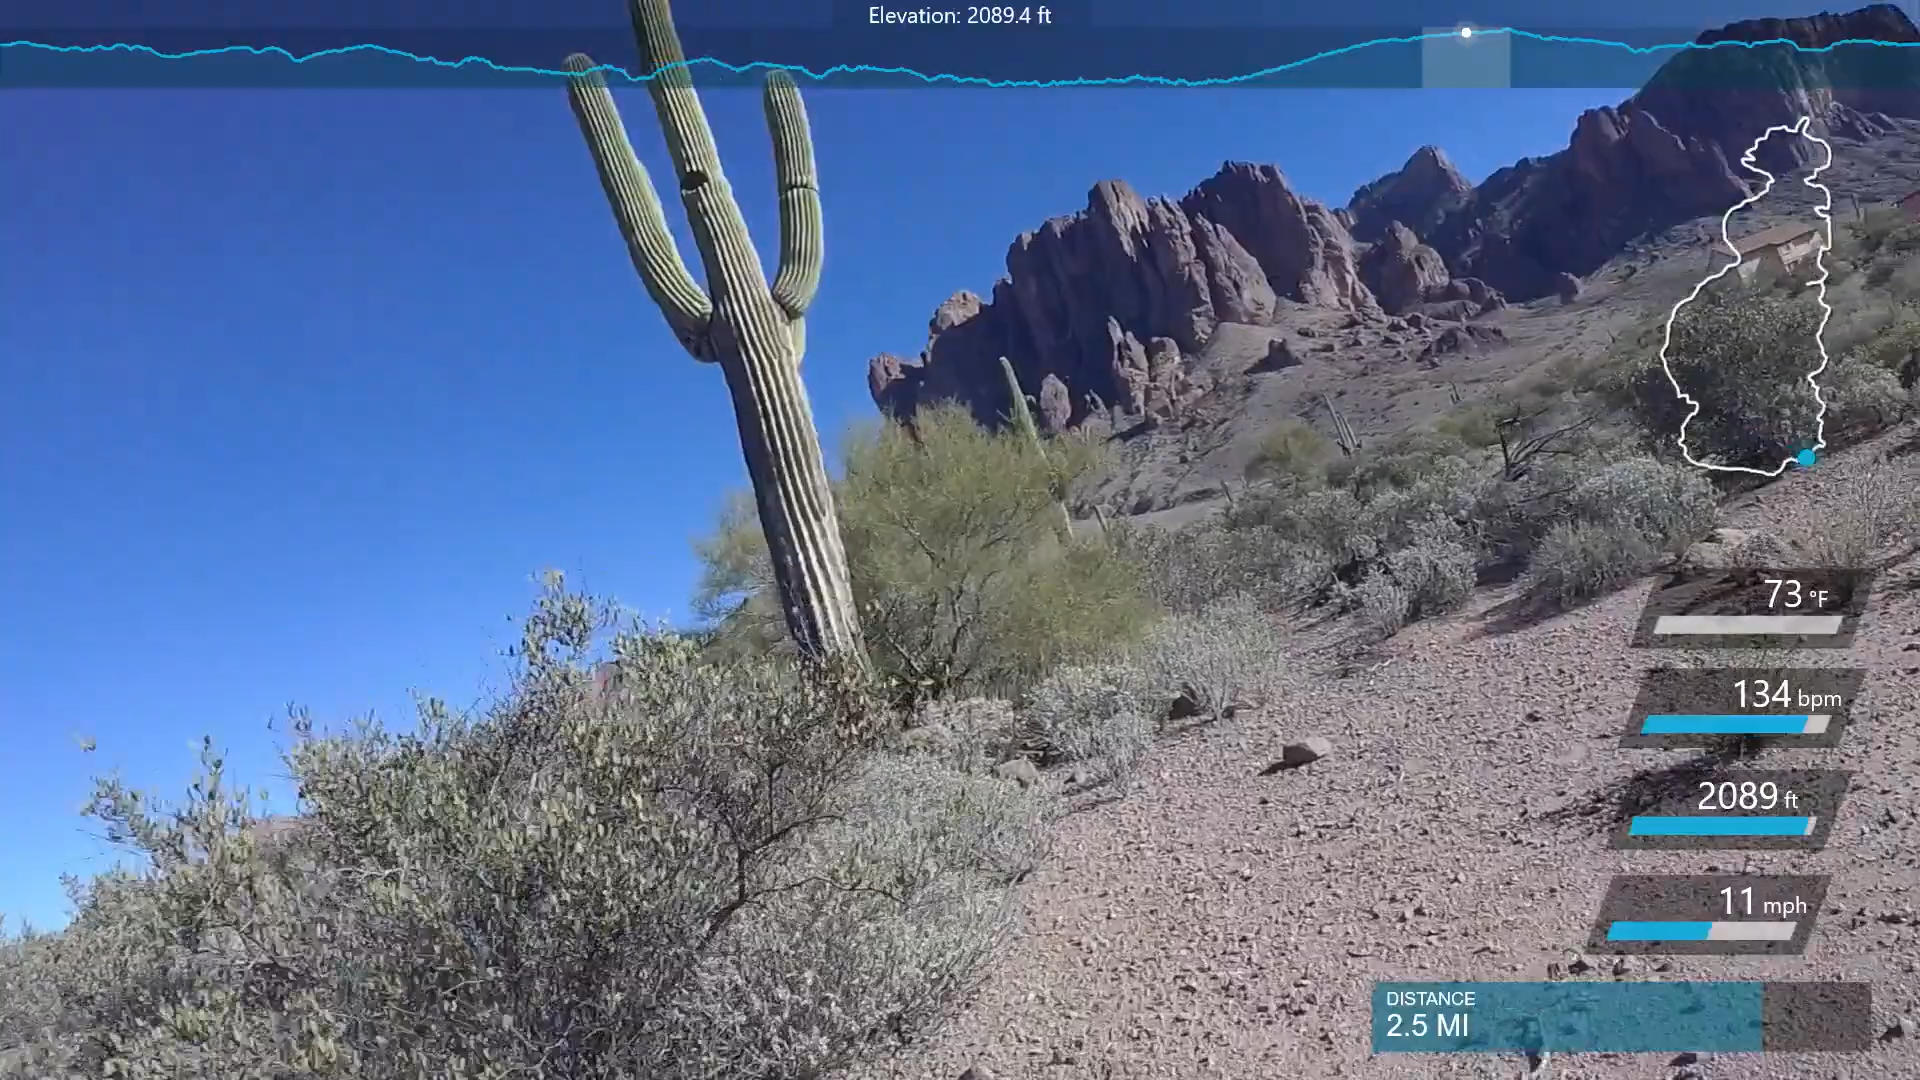 Elevation: 2089.4 ft
73 °F
134 bpm
2089 ft
11 mph
DISTANCE
2.5 MI